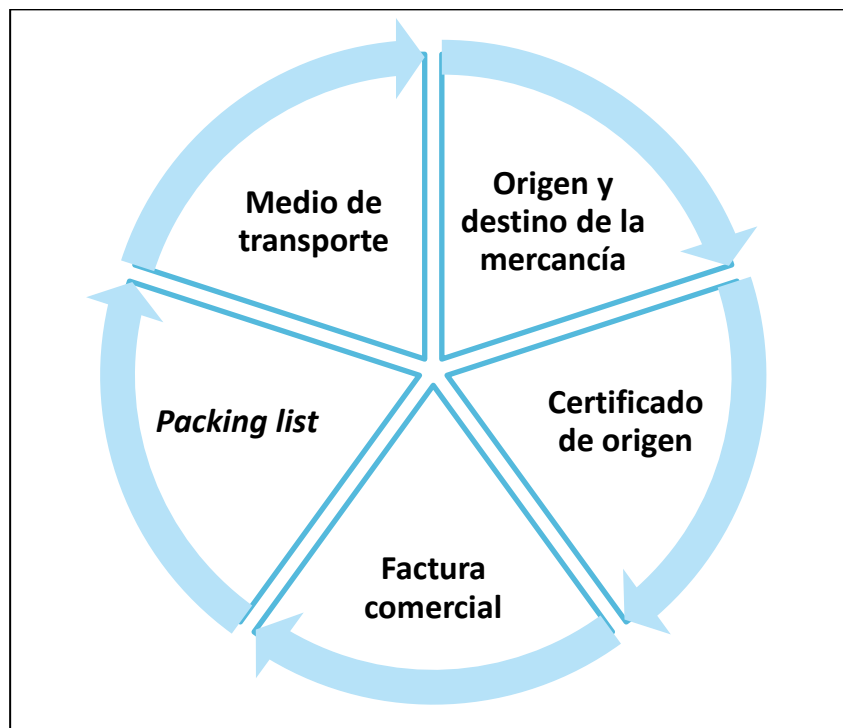 Origen y
destino de la
mercancía
Certificado
de origen
Factura
comercial
Packing list
Medio de
transporte